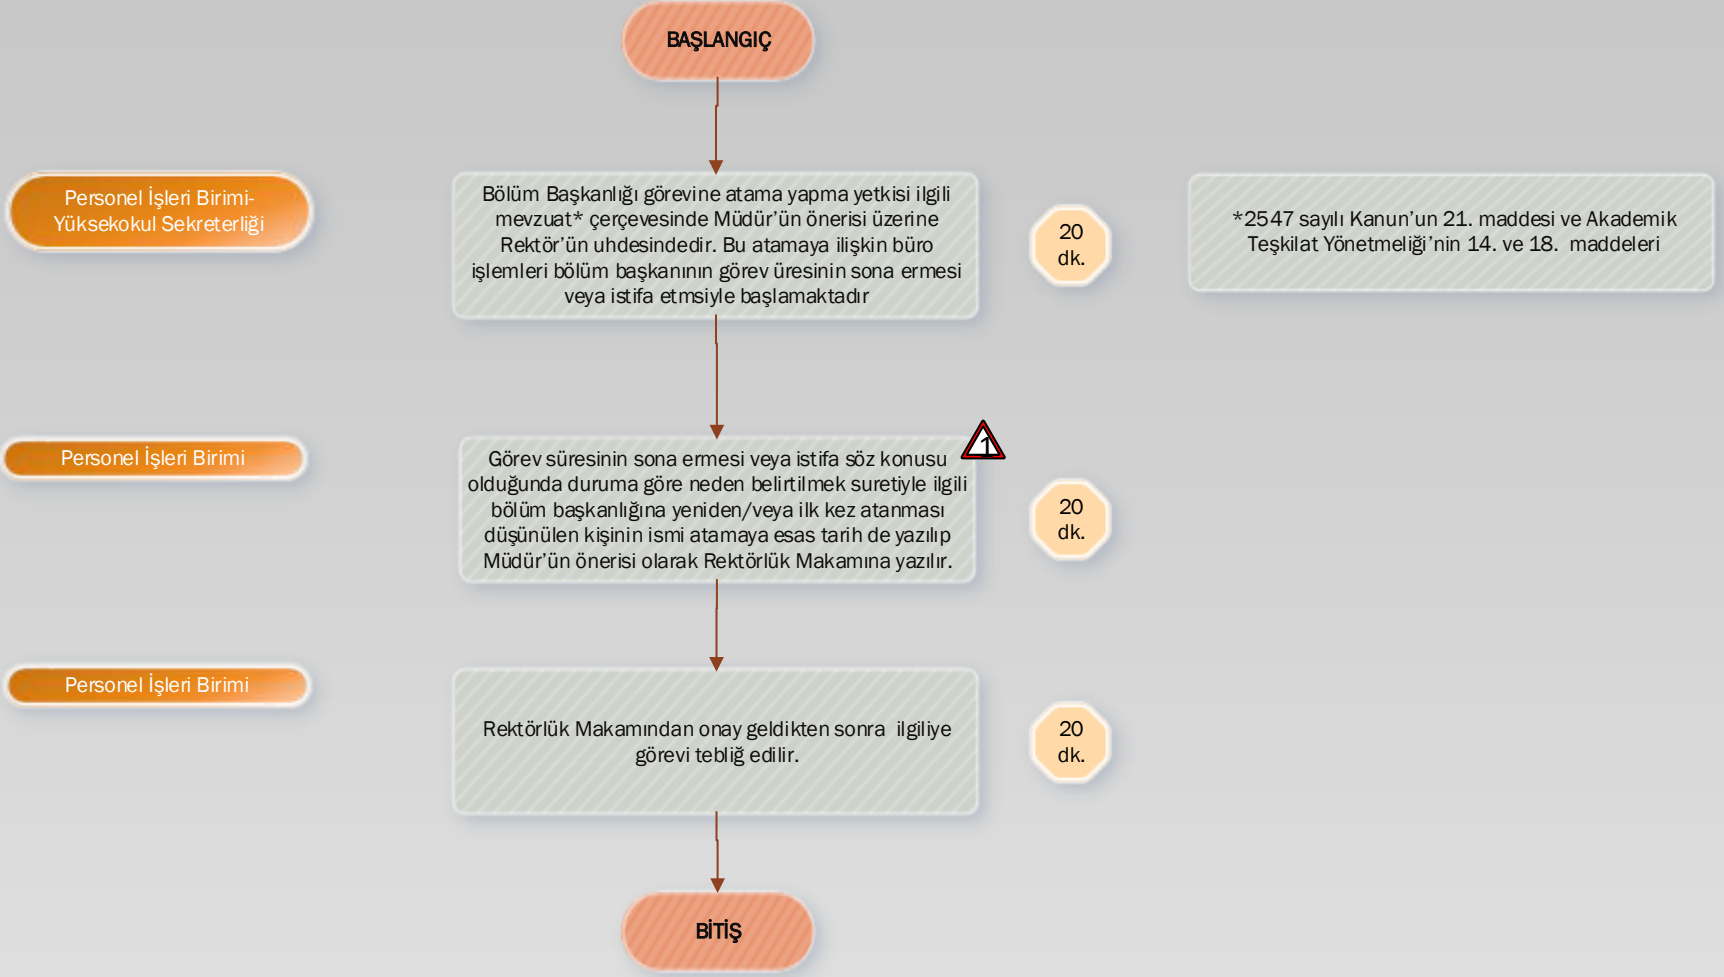 BAŞLANGIÇ
Personel İşleri Birimi-
Yüksekokul Sekreterliği
Bölüm Başkanlığı görevine atama yapma yetkisi ilgili
mevzuat* çerçevesinde Müdür’ün önerisi üzerine
Rektör’ün uhdesindedir. Bu atamaya ilişkin büro
işlemleri bölüm başkanının görev üresinin sona ermesi
veya istifa etmsiyle başlamaktadır
20
dk.
*2547 sayılı Kanun’un 21. maddesi ve Akademik
Teşkilat Yönetmeliği’nin 14. ve 18. maddeleri
Personel İşleri Birimi
Görev süresinin sona ermesi veya istifa söz konusu
olduğunda duruma göre neden belirtilmek suretiyle ilgili
bölüm başkanlığına yeniden/veya ilk kez atanması
düşünülen kişinin ismi atamaya esas tarih de yazılıp
Müdür’ün önerisi olarak Rektörlük Makamına yazılır.
1
20
dk.
Personel İşleri Birimi
Rektörlük Makamından onay geldikten sonra ilgiliye
görevi tebliğ edilir.
20
dk.
BİTİŞ